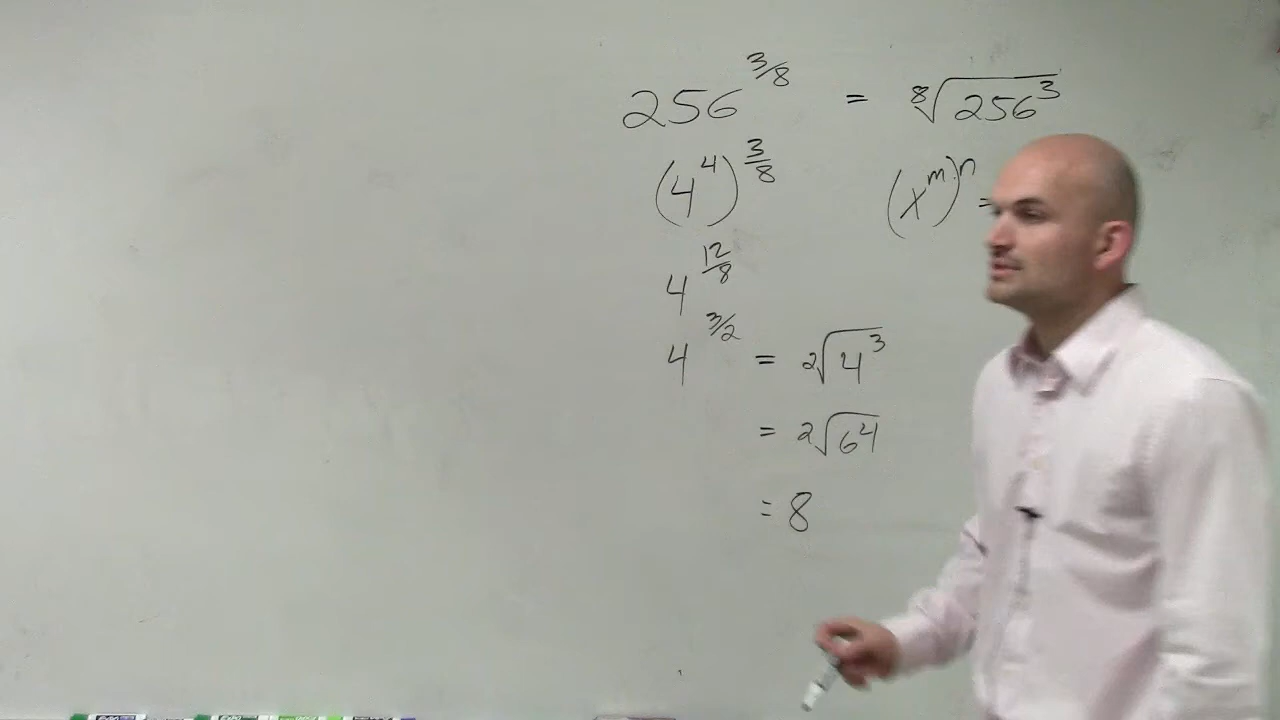 256^(3/8) = ⁸√(256³)
(4⁴)^(3/8) (x^m)^n =
4^(12/8)
4^(3/2) = ²√(4³)
= ²√64
= 8